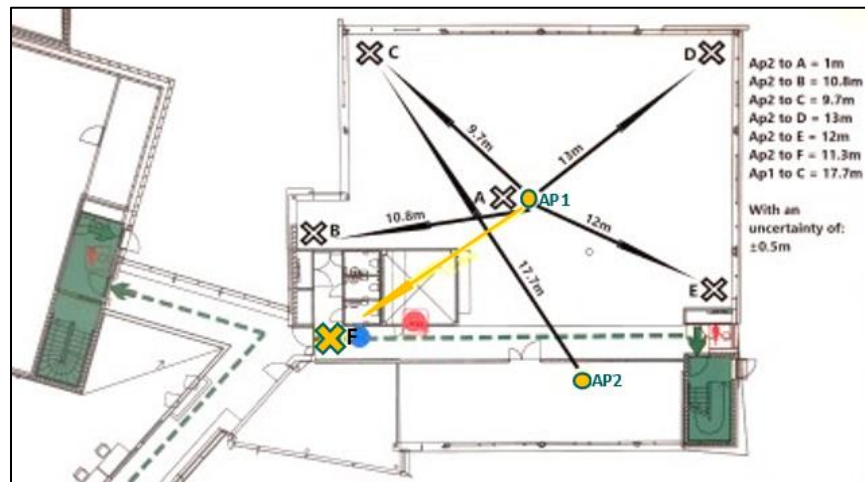 C
D
Ap2 to A = 1m
Ap2 to B = 10.8m
Ap2 to C = 9.7m
Ap2 to D = 13m
Ap2 to E = 12m
Ap2 to F = 11.3m
Ap1 to C = 17.7m
With an
uncertainty of:
±0.5m
9.7m
13m
A
AP1
10.8m
B
12m
17.7m
E
F
AP2